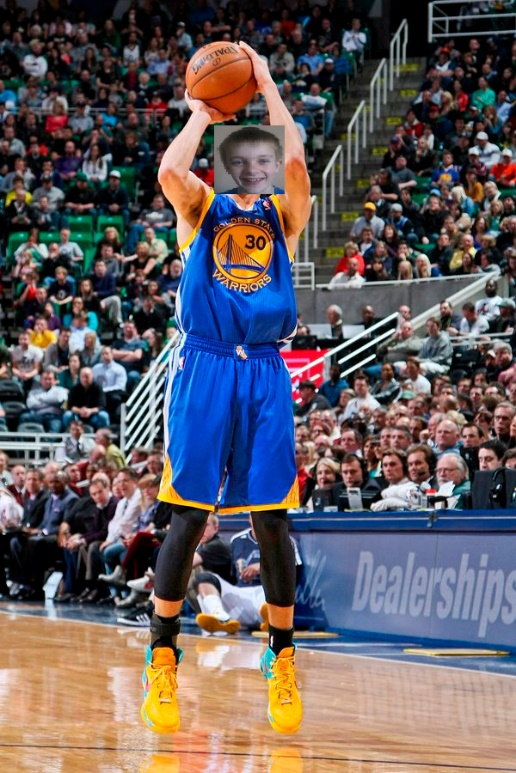 SPALDING
GOLDEN STATE
30
WARRIORS
Dealerships